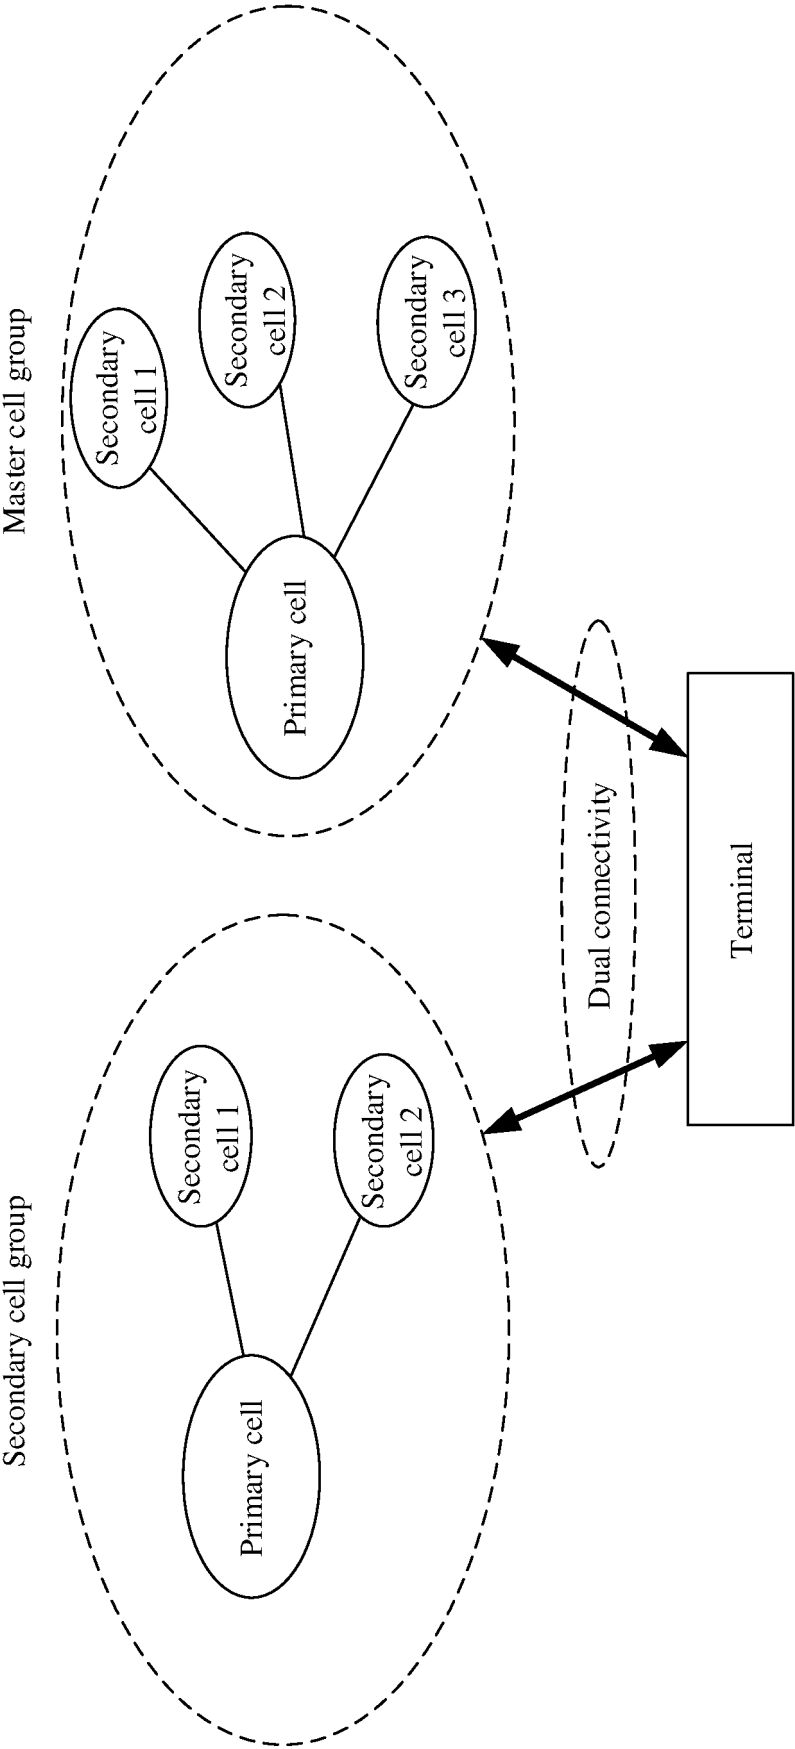 Secondary cell group
Master cell group
Secondary
cell 1
Primary cell
Secondary
cell 2
Secondary
cell 1
Secondary
cell 2
Primary cell
Secondary
cell 3
Dual connectivity
Terminal